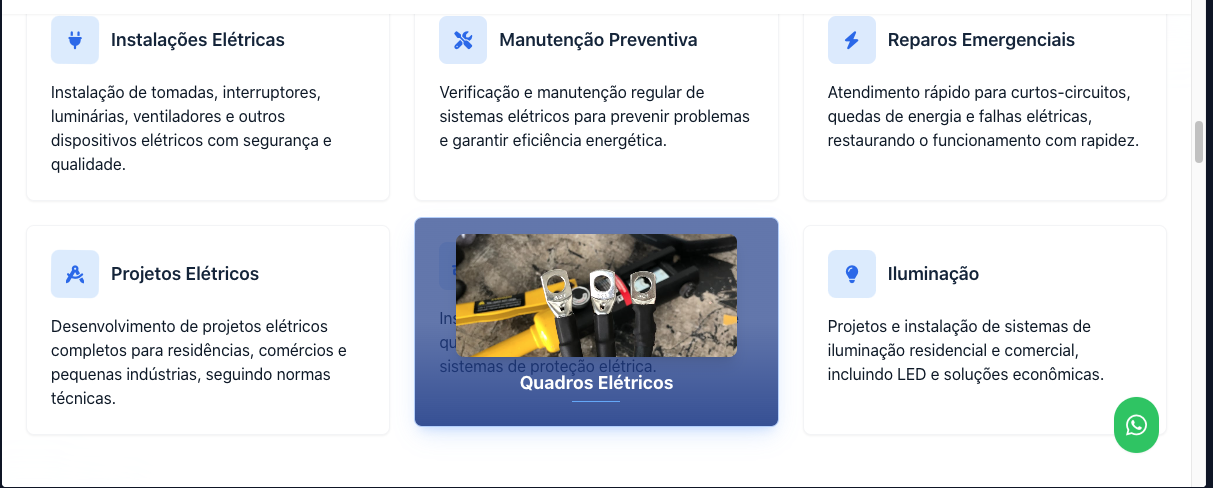 Instalações Elétricas
Instalação de tomadas, interruptores,
luminárias, ventiladores e outros
dispositivos elétricos com segurança e
qualidade.
Manutenção Preventiva
Verificação e manutenção regular de
sistemas elétricos para prevenir problemas
e garantir eficiência energética.
Reparos Emergenciais
Atendimento rápido para curtos-circuitos,
quedas de energia e falhas elétricas,
restaurando o funcionamento com rapidez.
Projetos Elétricos
Desenvolvimento de projetos elétricos
completos para residências, comércios e
pequenas indústrias, seguindo normas
técnicas.
sistemas de proteção elétrica.
Quadros Elétricos
Iluminação
Projetos e instalação de sistemas de
iluminação residencial e comercial,
incluindo LED e soluções econômicas.